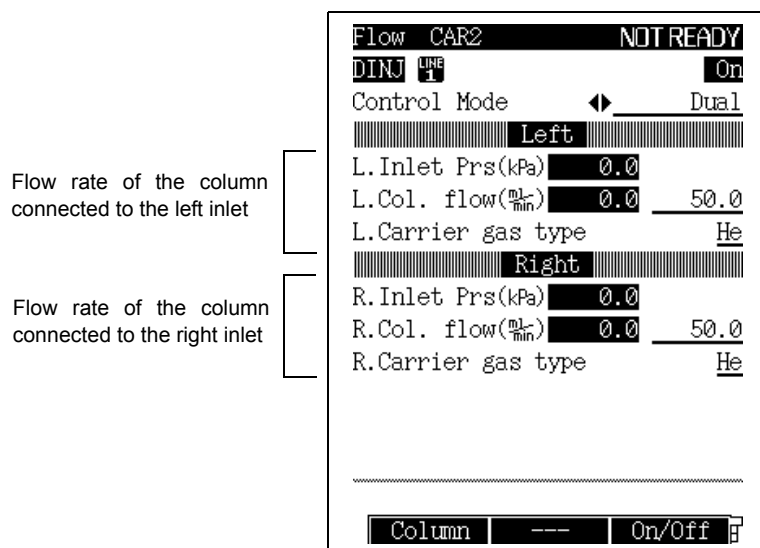 Flow CAR2 NOT READY
DINJ LINE 1 On
Control Mode Dual
Left
Flow rate of the column
connected to the left inlet
L.Inlet Prs(kPa) 0.0
L.Col. flow(ml/min) 0.0 50.0
L.Carrier gas type He
Right
Flow rate of the column
connected to the right inlet
R.Inlet Prs(kPa) 0.0
R.Col. flow(ml/min) 0.0 50.0
R.Carrier gas type He
Column --- On/Off